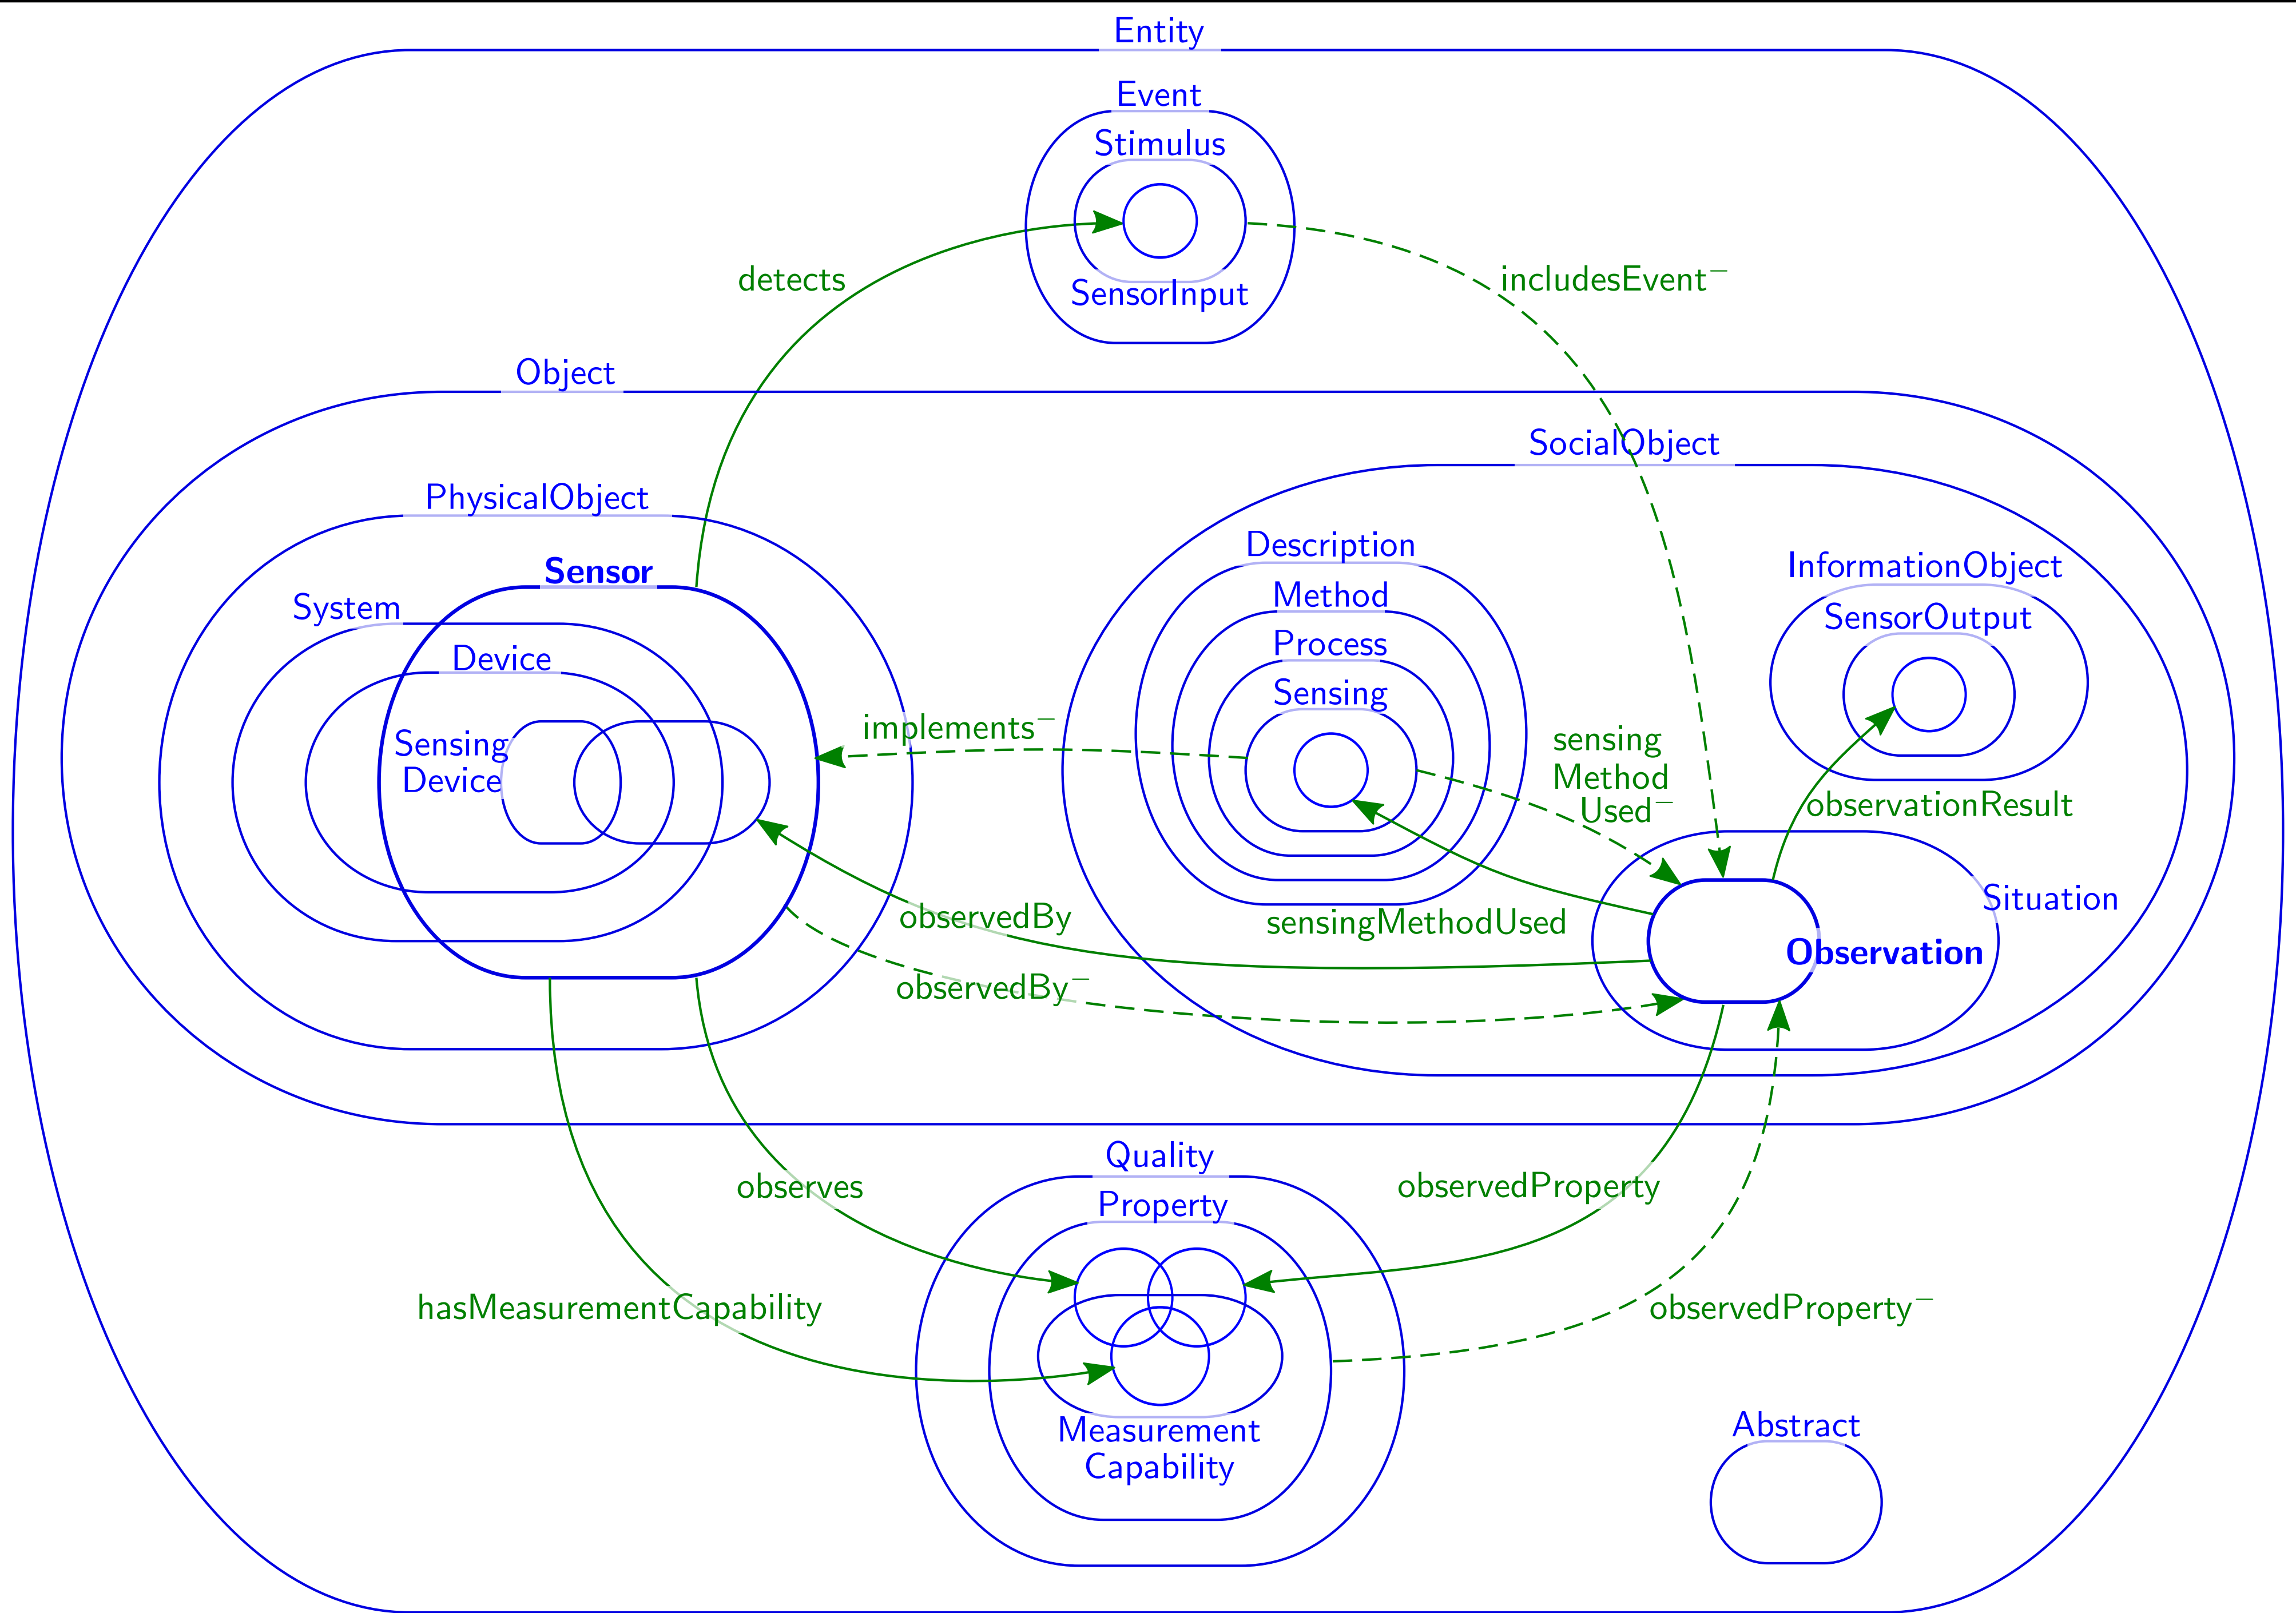 Entity
Event
Stimulus
SensorInput
detects
includesEvent⁻
Object
SocialObject
PhysicalObject
Description
InformationObject
Sensor
Method
System
SensorOutput
Process
Device
Sensing
implements⁻
Sensing
Device
sensing
Method
Used⁻
observationResult
Situation
observedBy
sensingMethodUsed
Observation
observedBy⁻
Quality
observes
observedProperty
Property
hasMeasurementCapability
observedProperty⁻
Measurement
Capability
Abstract